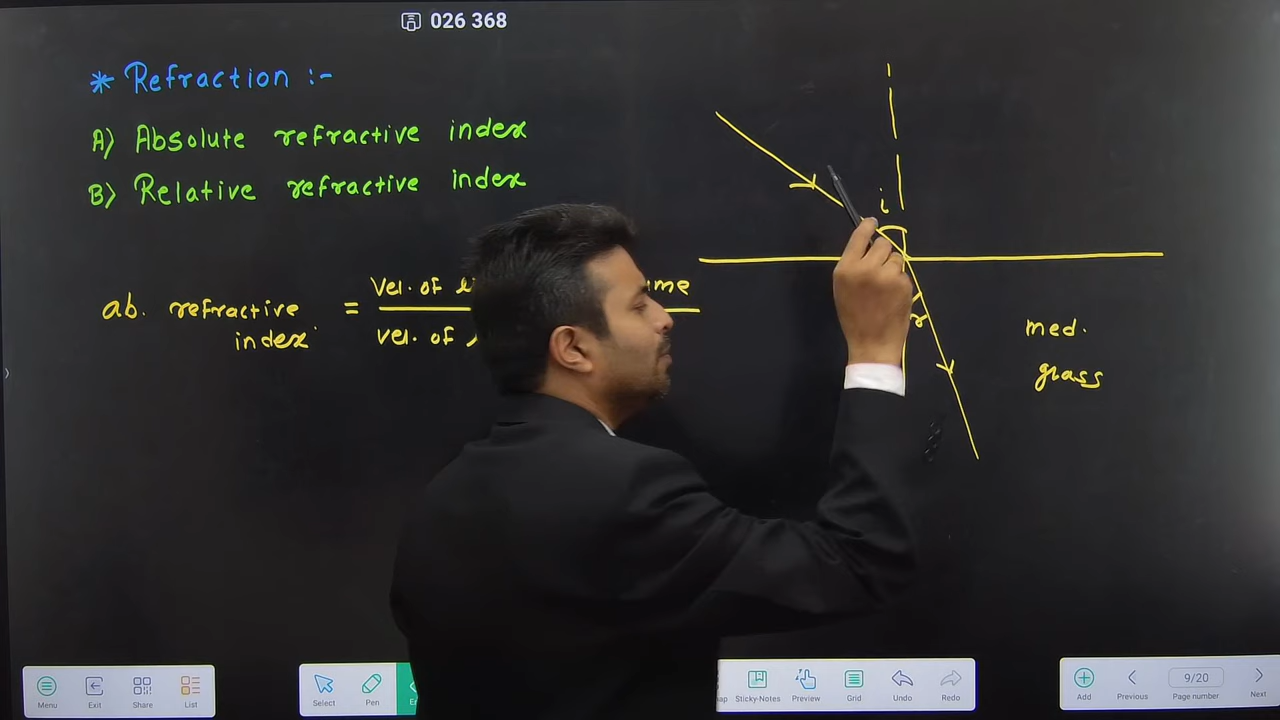 026 368
* Refraction :-
A) Absolute refractive index
B) Relative refractive index
ab. refractive index = Vel. of
vel. of
i
r
med.
glass
Menu
Exit
Share
List
Select
Pen
Sticky-Notes
Preview
Grid
Undo
Redo
Add
Previous
9/20
Page number
Next